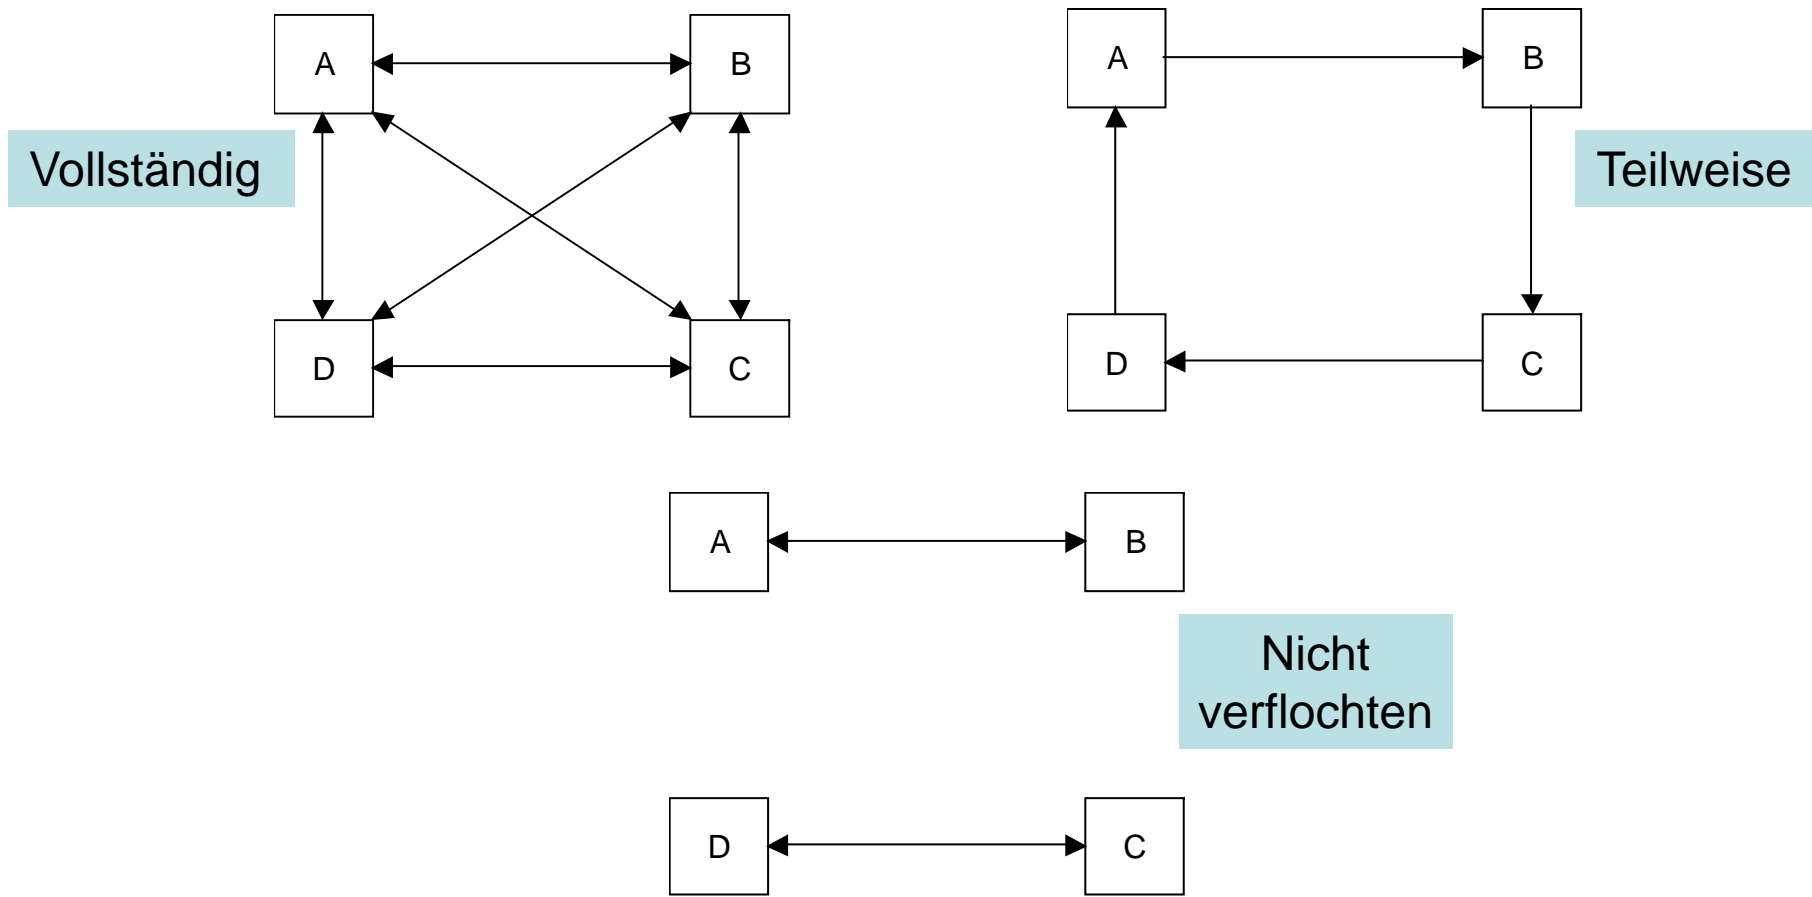 A
B
Vollständig
D
C
A
B
Teilweise
D
C
A
B
Nicht
verflochten
D
C